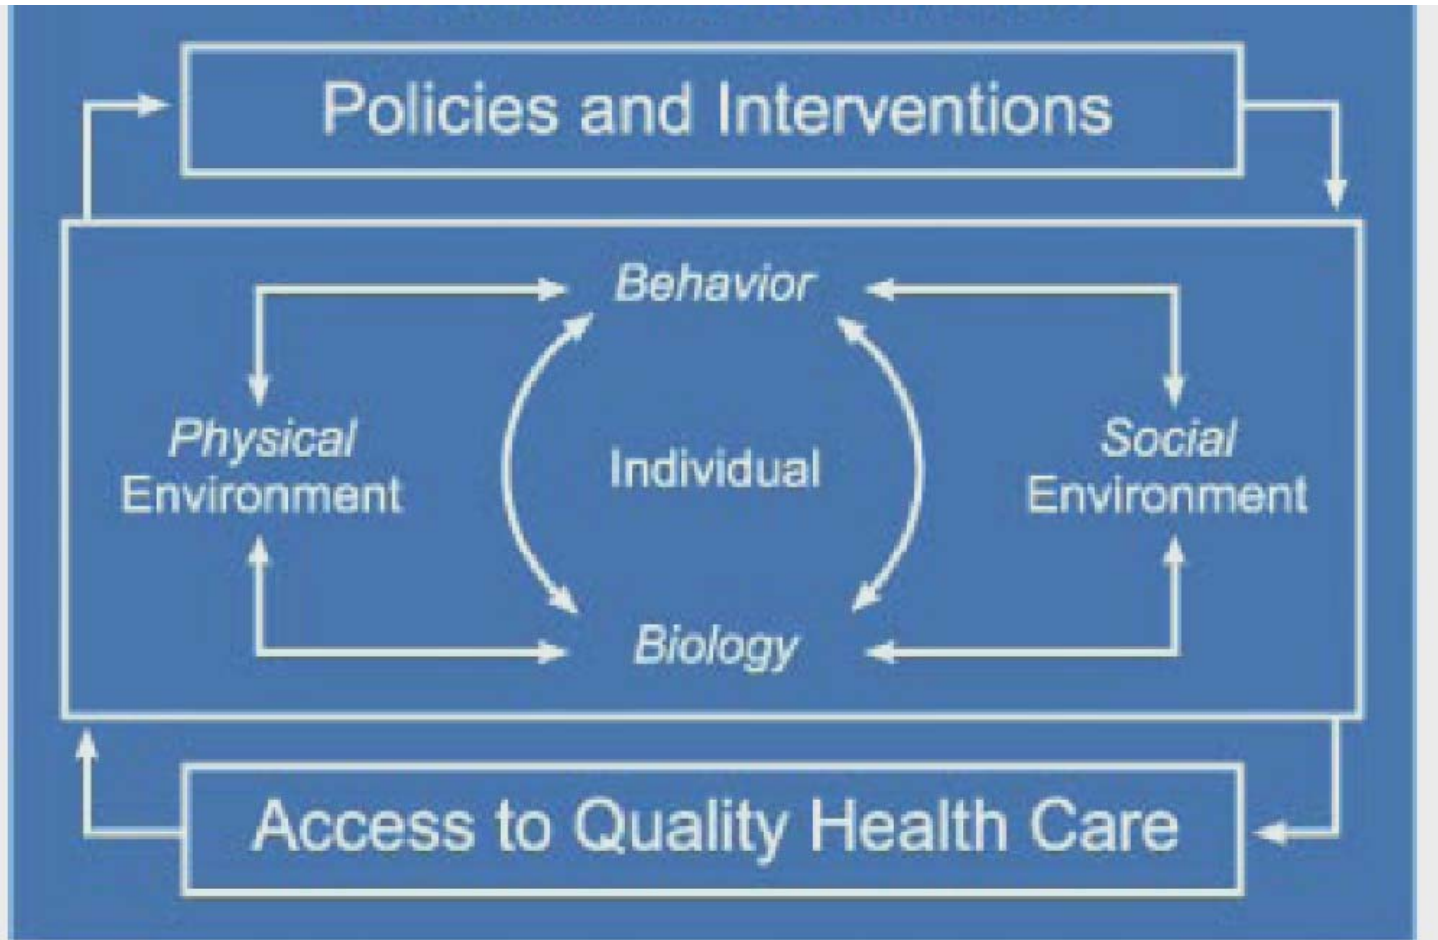 Policies and Interventions
Behavior
Physical
Environment
Individual
Social
Environment
Biology
Access to Quality Health Care